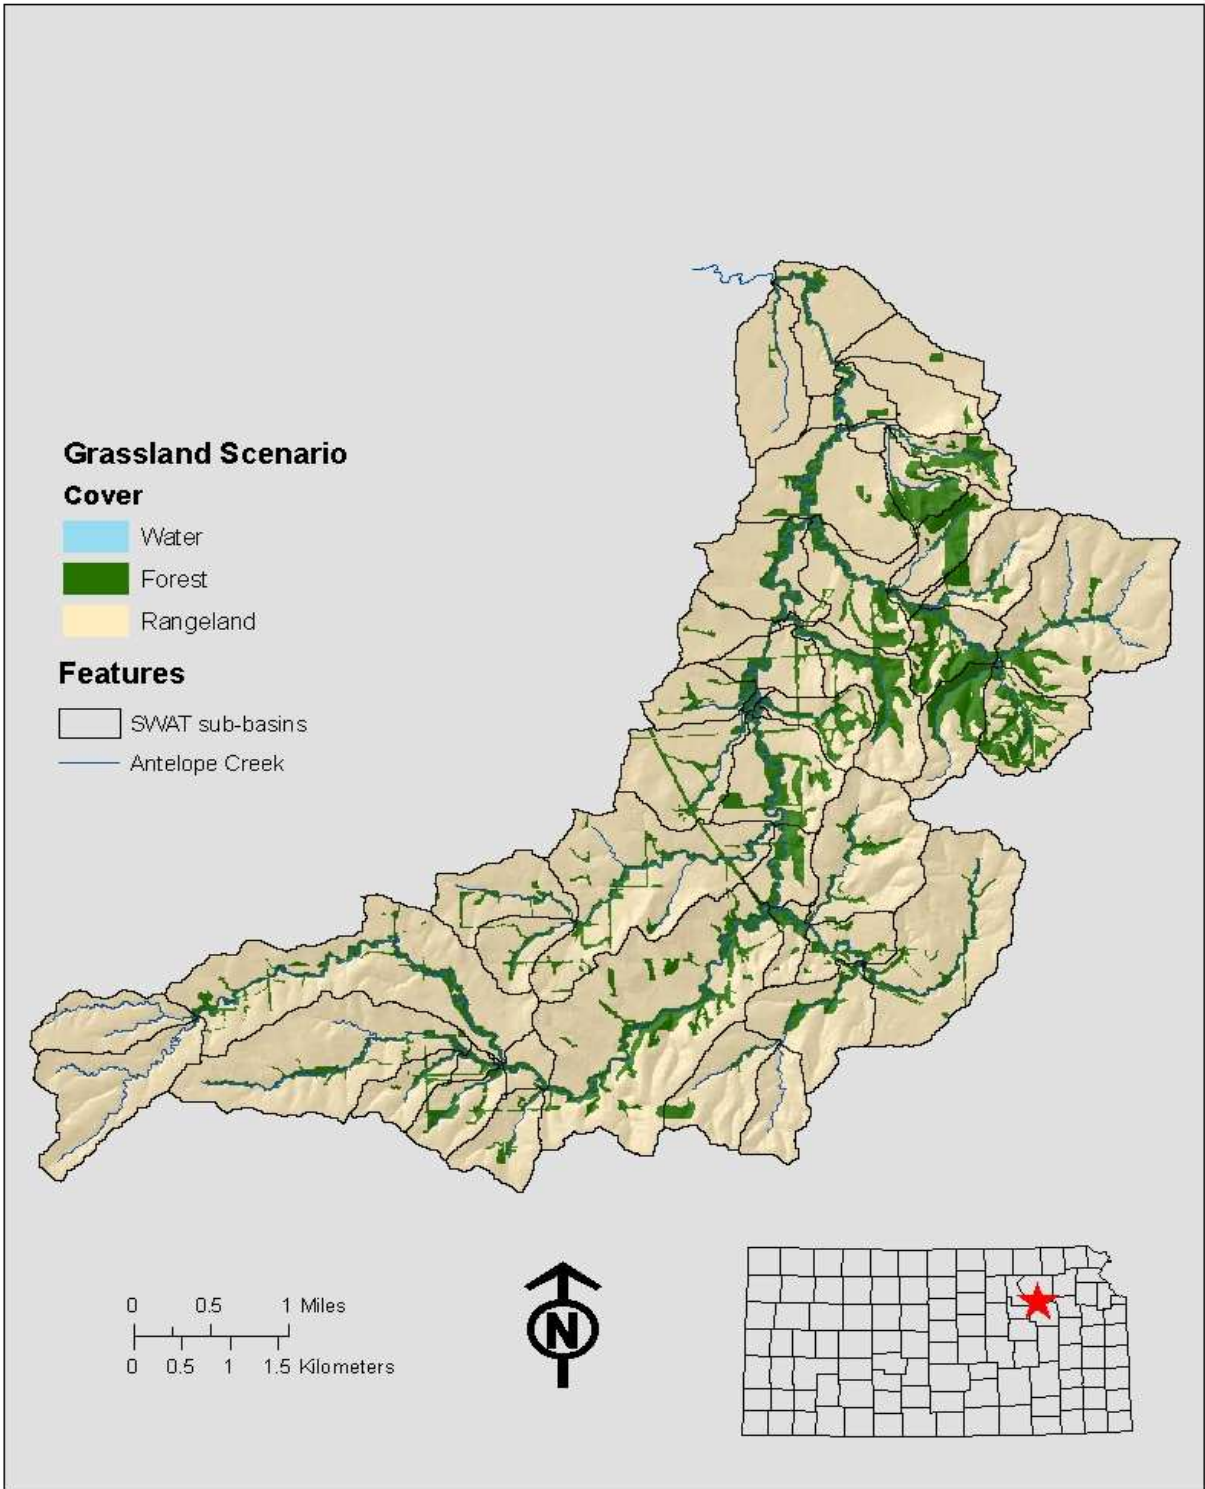 Grassland Scenario
Cover
Water
Forest
Rangeland
Features
SWAT sub-basins
Antelope Creek
0 0.5 1 Miles
0 0.5 1 1.5 Kilometers
N